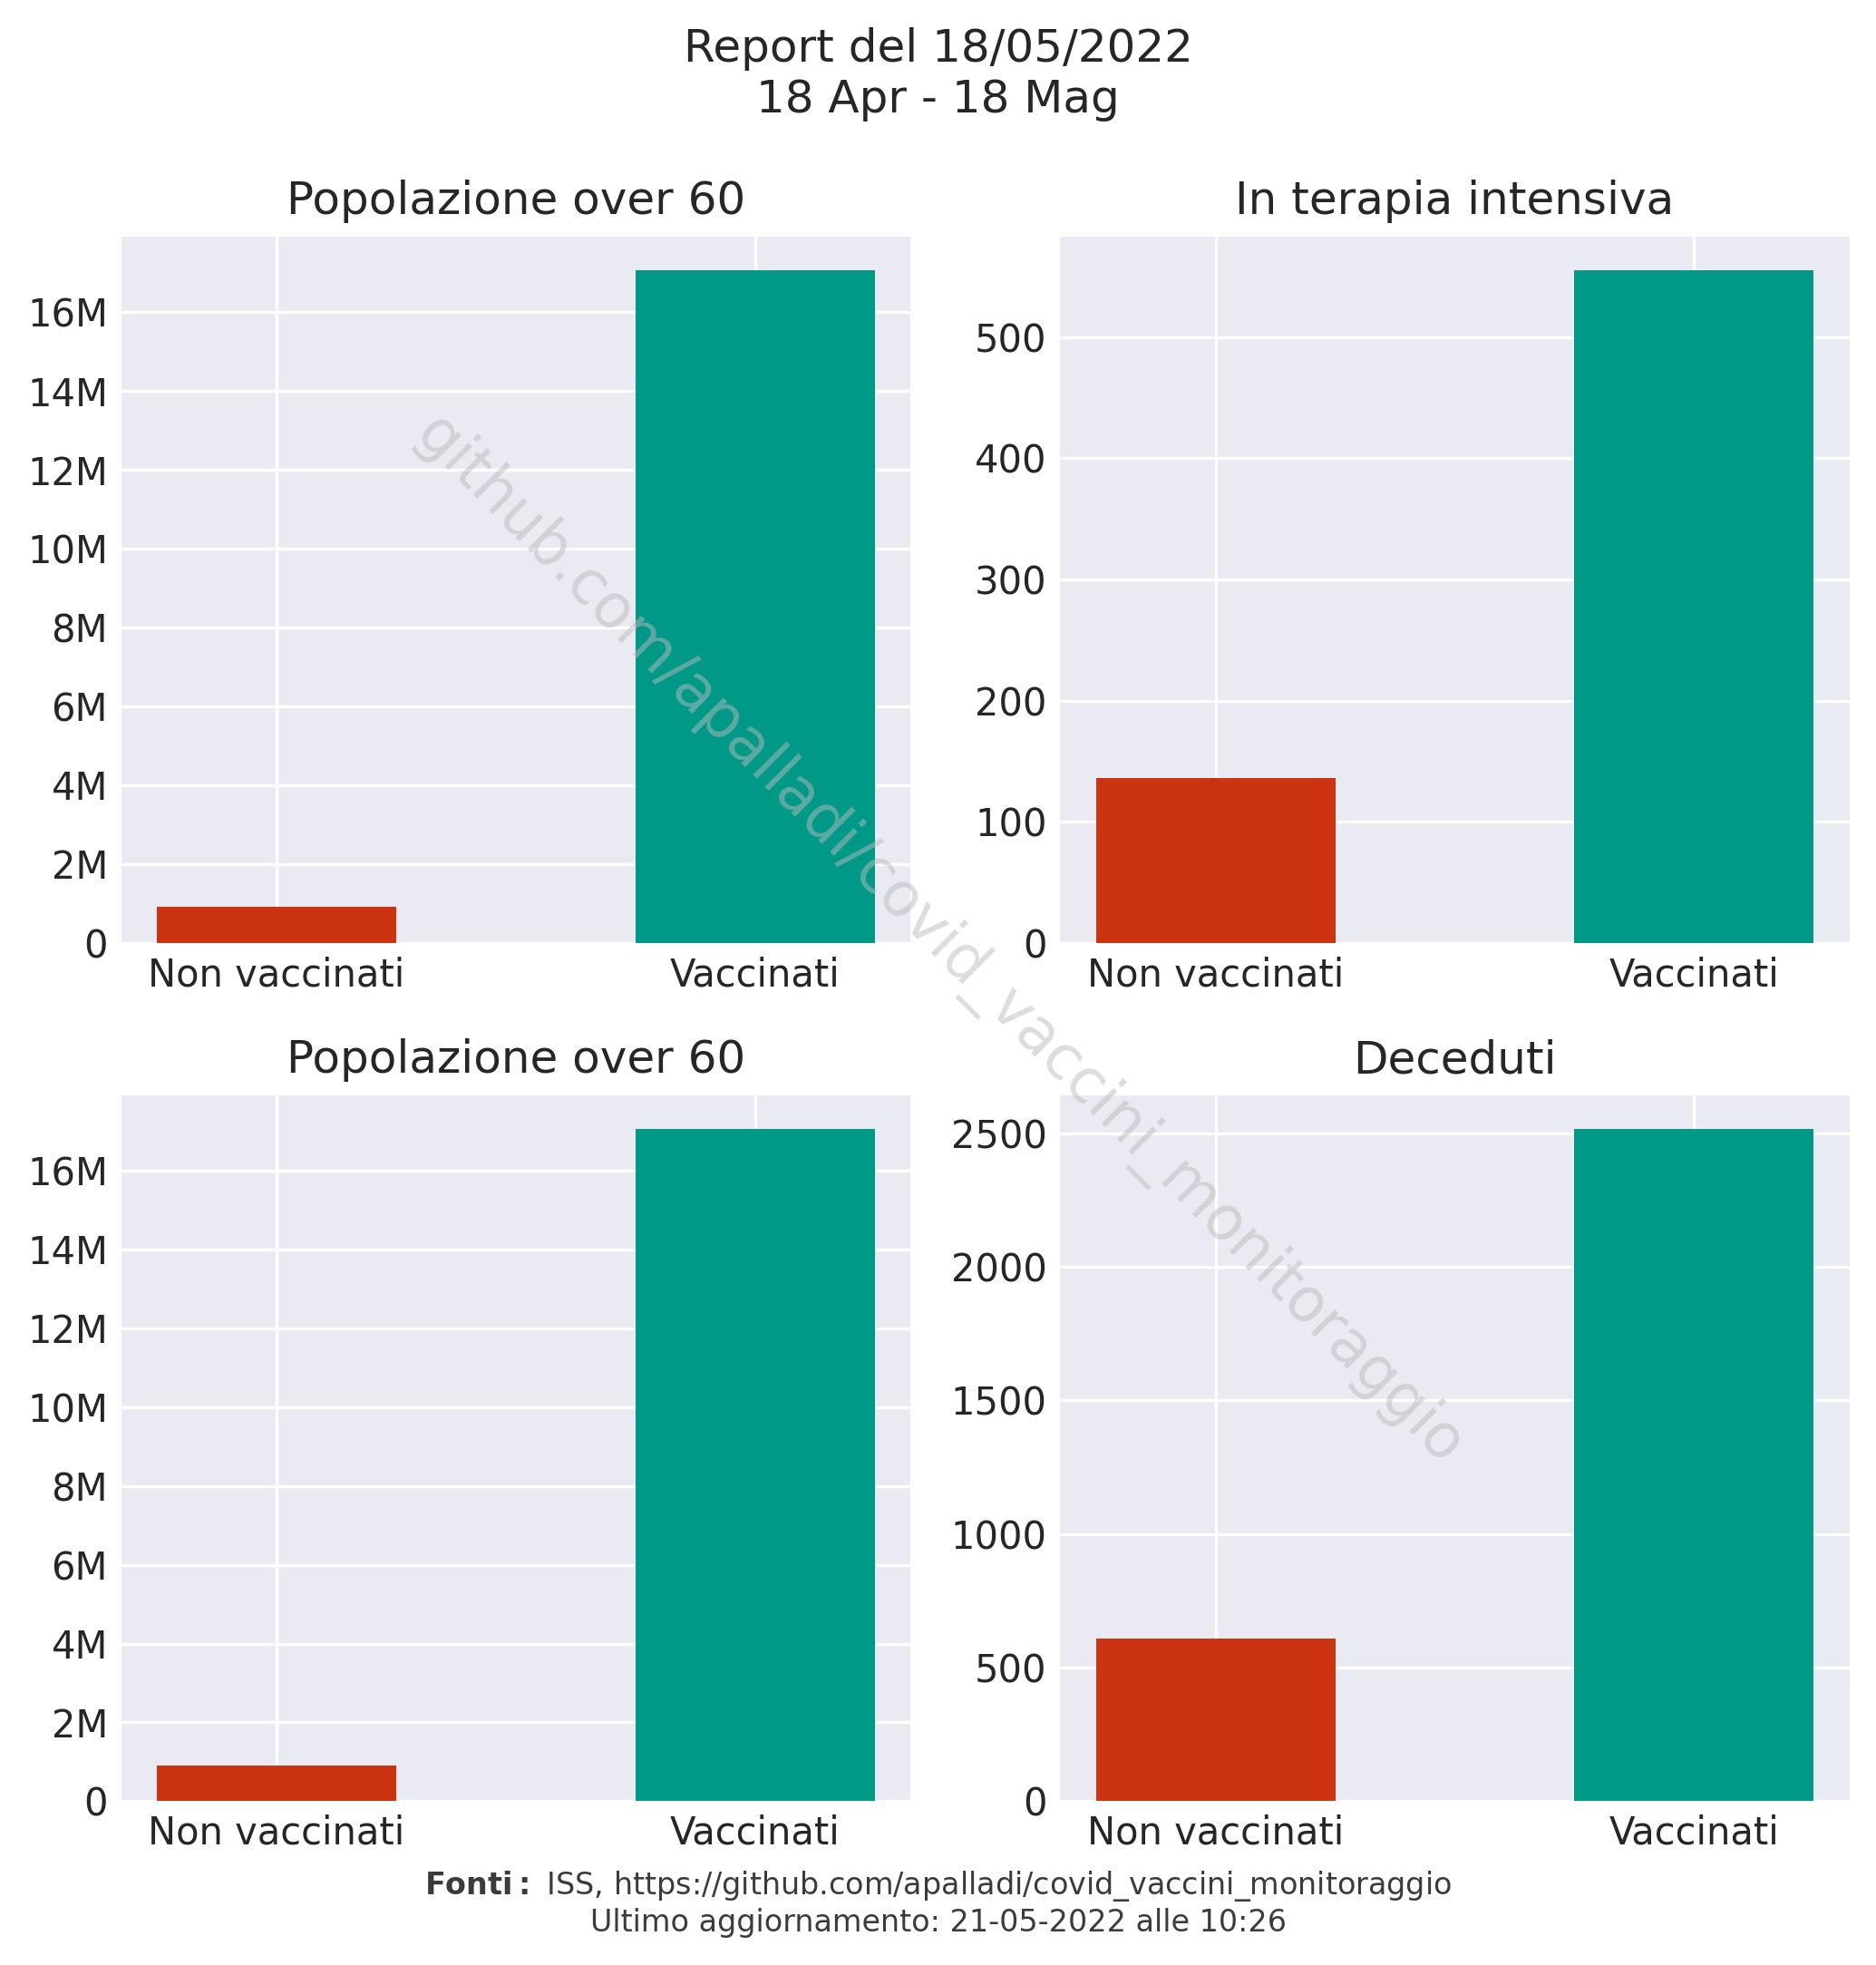 Report del 18/05/2022
18 Apr - 18 Mag
Popolazione over 60
16M
14M
12M
10M
8M
6M
4M
2M
0
Non vaccinati
Vaccinati
In terapia intensiva
500
400
300
200
100
0
Non vaccinati
Vaccinati
Popolazione over 60
16M
14M
12M
10M
8M
6M
4M
2M
0
Non vaccinati
Vaccinati
Deceduti
2500
2000
1500
1000
500
0
Non vaccinati
Vaccinati
github.com/apalladi/covid_vaccini_monitoraggio
Fonti: ISS, https://github.com/apalladi/covid_vaccini_monitoraggio
Ultimo aggiornamento: 21-05-2022 alle 10:26